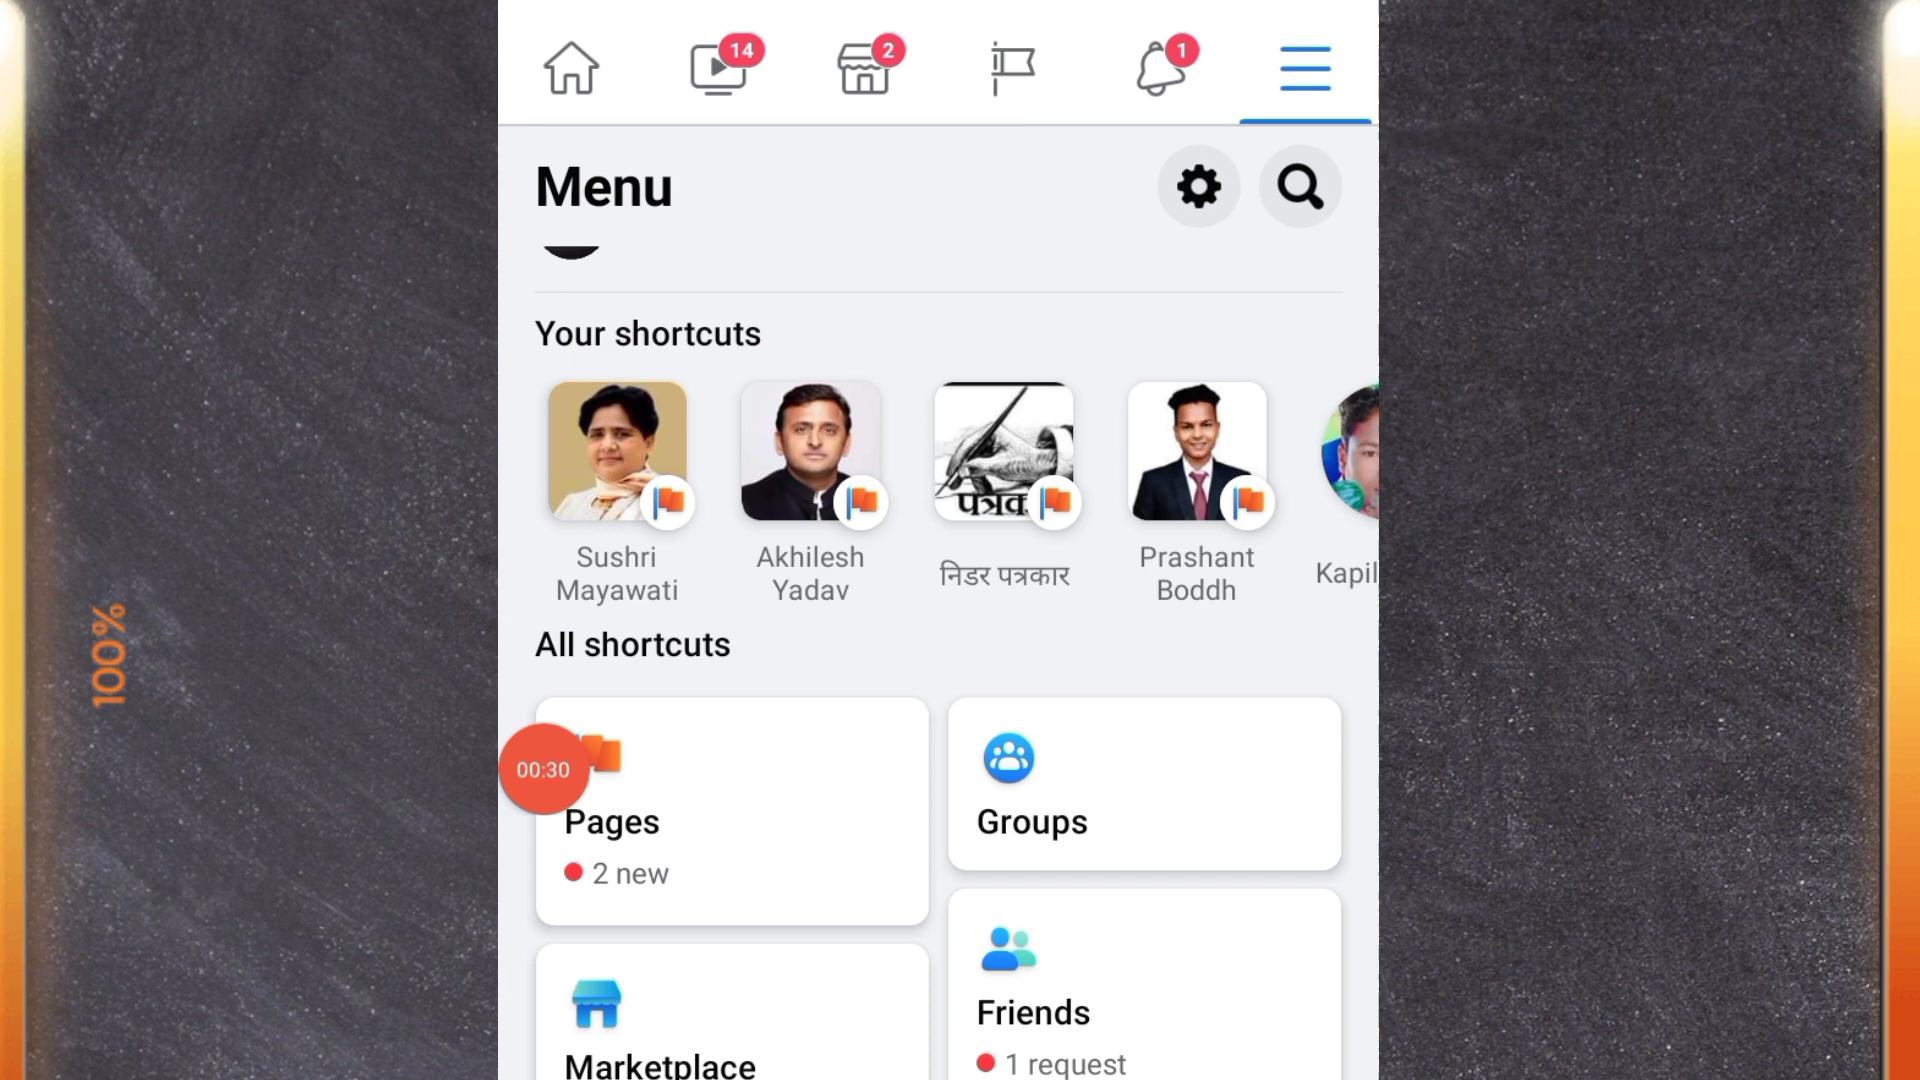 14
2
1
Menu
Your shortcuts
पत्रक
Sushri
Mayawati
Akhilesh
Yadav
निडर पत्रकार
Prashant
Boddh
Kapil
All shortcuts
100%
00:30
Pages
2 new
Groups
Marketplace
Friends
1 request